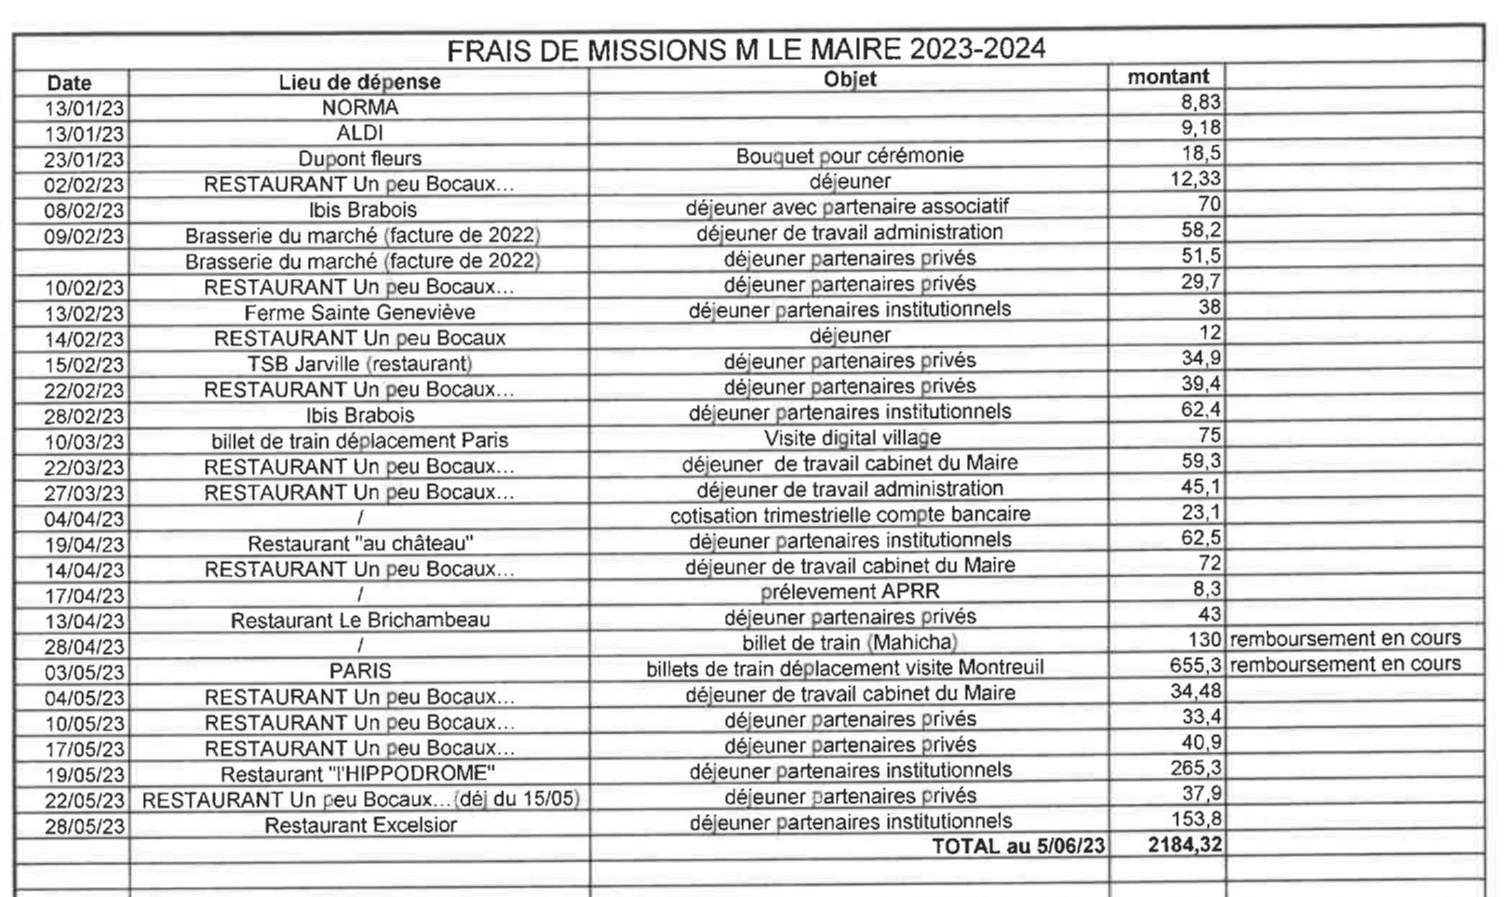 FRAIS DE MISSIONS M LE MAIRE 2023-2024
Date Lieu de dépense Objet montant
13/01/23 NORMA 8,83
13/01/23 ALDI 9,18
23/01/23 Dupont fleurs Bouquet pour cérémonie 18,5
02/02/23 RESTAURANT Un peu Bocaux... déjeuner 12,33
08/02/23 Ibis Brabois déjeuner avec partenaire associatif 70
09/02/23 Brasserie du marché (facture de 2022) déjeuner de travail administration 58,2
Brasserie du marché (facture de 2022) déjeuner partenaires privés 51,5
10/02/23 RESTAURANT Un peu Bocaux... déjeuner partenaires privés 29,7
13/02/23 Ferme Sainte Geneviève déjeuner partenaires institutionnels 38
14/02/23 RESTAURANT Un peu Bocaux déjeuner 12
15/02/23 TSB Jarville (restaurant) déjeuner partenaires privés 34,9
22/02/23 RESTAURANT Un peu Bocaux... déjeuner partenaires privés 39,4
28/02/23 Ibis Brabois déjeuner partenaires institutionnels 62,4
10/03/23 billet de train déplacement Paris Visite digital village 75
22/03/23 RESTAURANT Un peu Bocaux... déjeuner de travail cabinet du Maire 59,3
27/03/23 RESTAURANT Un peu Bocaux... déjeuner de travail administration 45,1
04/04/23 / cotisation trimestrielle compte bancaire 23,1
19/04/23 Restaurant "au château" déjeuner partenaires institutionnels 62,5
14/04/23 RESTAURANT Un peu Bocaux... déjeuner de travail cabinet du Maire 72
17/04/23 / prélevement APRR 8,3
13/04/23 Restaurant Le Brichambeau déjeuner partenaires privés 43
28/04/23 / billet de train (Mahicha) 130 remboursement en cours
03/05/23 PARIS billets de train déplacement visite Montreuil 655,3 remboursement en cours
04/05/23 RESTAURANT Un peu Bocaux... déjeuner de travail cabinet du Maire 34,48
10/05/23 RESTAURANT Un peu Bocaux... déjeuner partenaires privés 33,4
17/05/23 RESTAURANT Un peu Bocaux... déjeuner partenaires privés 40,9
19/05/23 Restaurant "l'HIPPODROME" déjeuner partenaires institutionnels 265,3
22/05/23 RESTAURANT Un peu Bocaux...(déj du 15/05) déjeuner partenaires privés 37,9
28/05/23 Restaurant Excelsior déjeuner partenaires institutionnels 153,8
TOTAL au 5/06/23 2184,32